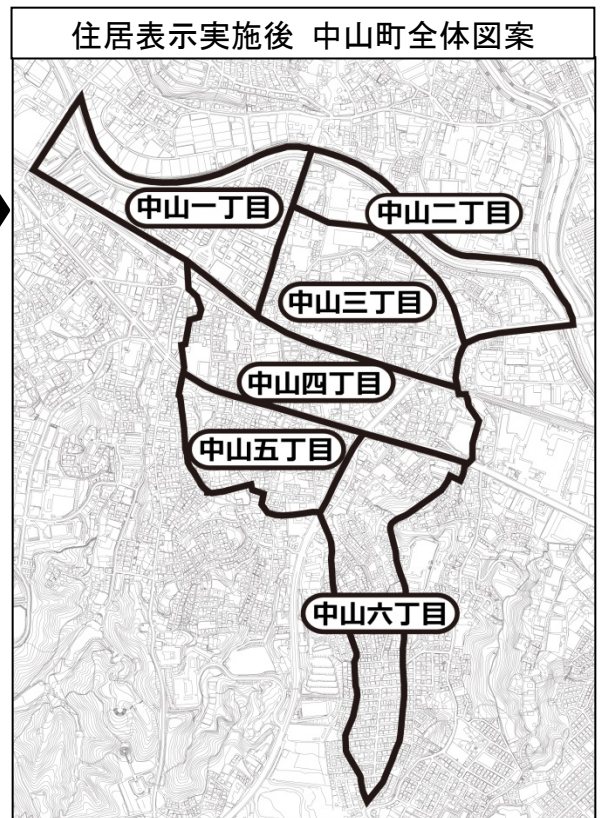 住居表示実施後 中山町全体図案
中山一丁目
中山二丁目
中山三丁目
中山四丁目
中山五丁目
中山六丁目